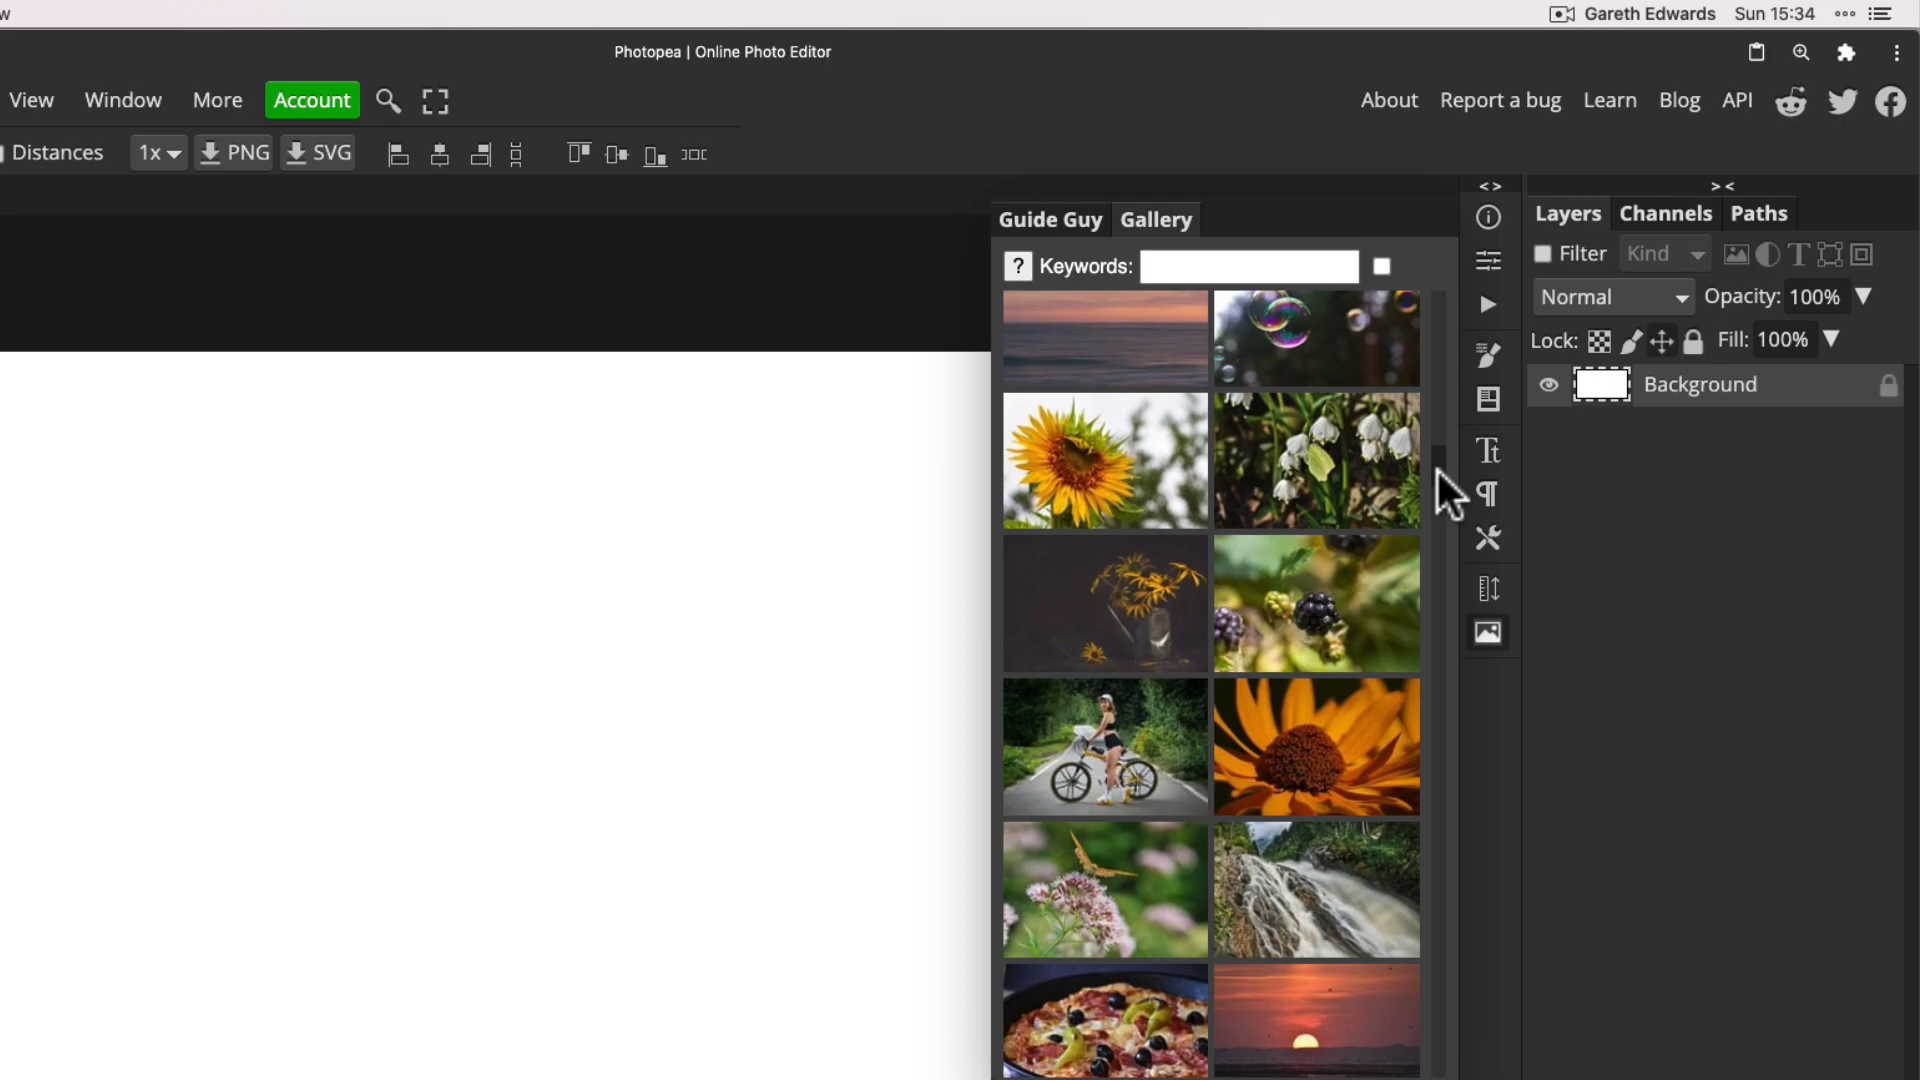 w
Gareth Edwards Sun 15:34
Photopea | Online Photo Editor
View Window More Account About Report a bug Learn Blog API
Distances 1x PNG SVG
Guide Guy Gallery
Layers Channels Paths
? Keywords:
Filter Kind
Normal Opacity: 100%
Lock: Fill: 100%
Background